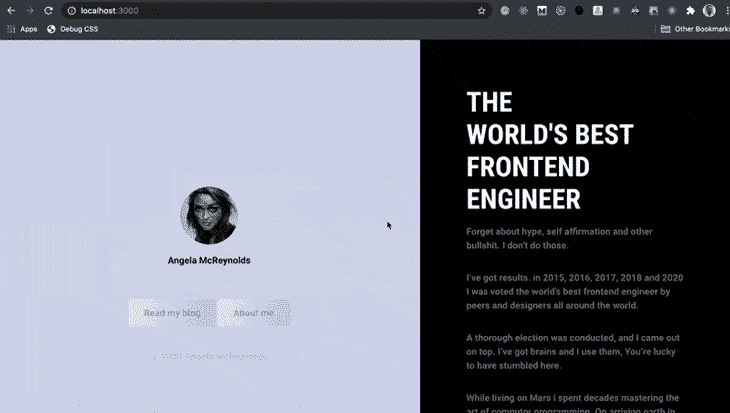 localhost:3000
Apps
Debug CSS
Other Bookmarks
Angela McReynolds
Read my blog
About me
THE
WORLD'S BEST
FRONTEND
ENGINEER
Forget about hype, self affirmation and other
bullshit. I don't do those.
I've got results. in 2015, 2016, 2017, 2018 and 2020
I was voted the world's best frontend engineer by
peers and designers all around the world.
A thorough election was conducted, and I came out
on top. I've got brains and I use them, You're lucky
to have stumbled here.
While living on Mars i spent decades mastering the
art of computer programming. On arriving earth in